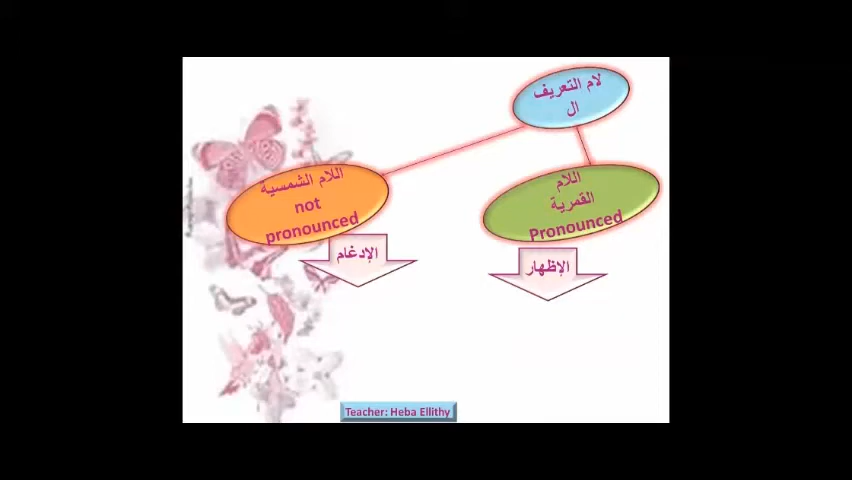 لام التعريف
ال
اللام
القمرية
Pronounced
الإظهار
اللام الشمسية
not
pronounced
الإدغام
Teacher: Heba Ellithy